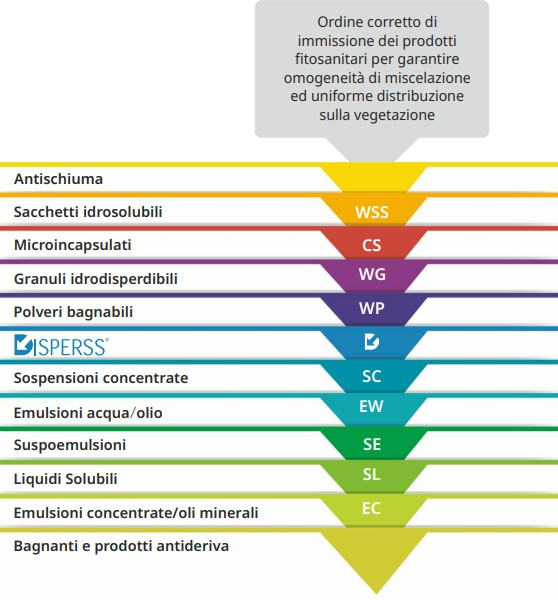 Ordine corretto di
immissione dei prodotti
fitosanitari per garantire
omogeneità di miscelazione
ed uniforme distribuzione
sulla vegetazione
Antischiuma
Sacchetti idrosolubili WSS
Microincapsulati CS
Granuli idrodisperdibili WG
Polveri bagnabili WP
DISPERSS® D
Sospensioni concentrate SC
Emulsioni acqua/olio EW
Suspoemulsioni SE
Liquidi Solubili SL
Emulsioni concentrate/oli minerali EC
Bagnanti e prodotti antideriva